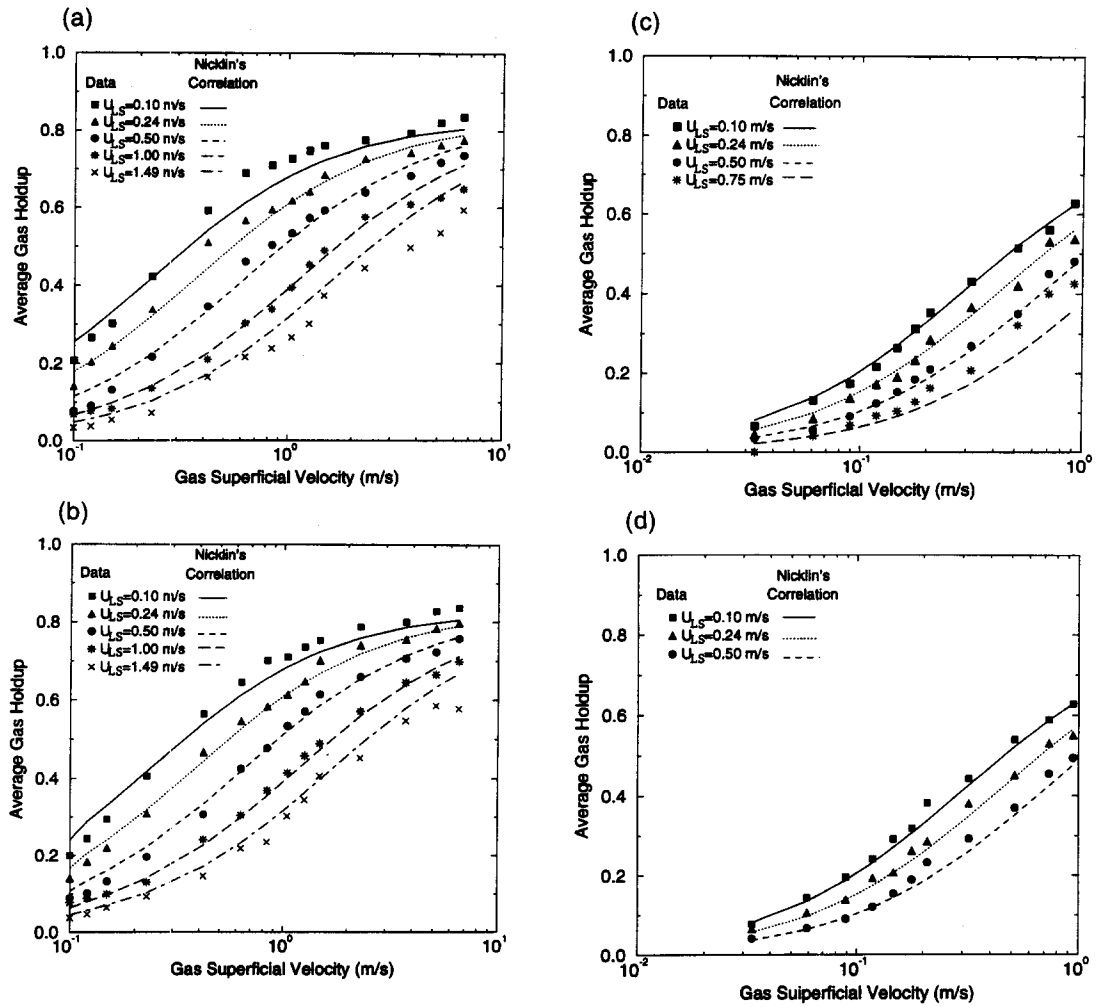 (a)
1.0
0.8
0.6
0.4
0.2
0.0
Average Gas Holdup
Nicklin's
Data Correlation
U_LS=0.10 m/s
U_LS=0.24 m/s
U_LS=0.50 m/s
U_LS=1.00 m/s
U_LS=1.49 m/s
10^-1 10^0 10^1
Gas Superficial Velocity (m/s)
(b)
1.0
0.8
0.6
0.4
0.2
0.0
Average Gas Holdup
Nicklin's
Data Correlation
U_LS=0.10 m/s
U_LS=0.24 m/s
U_LS=0.50 m/s
U_LS=1.00 m/s
U_LS=1.49 m/s
10^-1 10^0 10^1
Gas Superficial Velocity (m/s)
(c)
1.0
0.8
0.6
0.4
0.2
0.0
Average Gas Holdup
Nicklin's
Data Correlation
U_LS=0.10 m/s
U_LS=0.24 m/s
U_LS=0.50 m/s
U_LS=0.75 m/s
10^-2 10^-1 10^0
Gas Superficial Velocity (m/s)
(d)
1.0
0.8
0.6
0.4
0.2
0.0
Average Gas Holdup
Nicklin's
Data Correlation
U_LS=0.10 m/s
U_LS=0.24 m/s
U_LS=0.50 m/s
10^-2 10^-1 10^0
Gas Suiperficial Velocity (m/s)